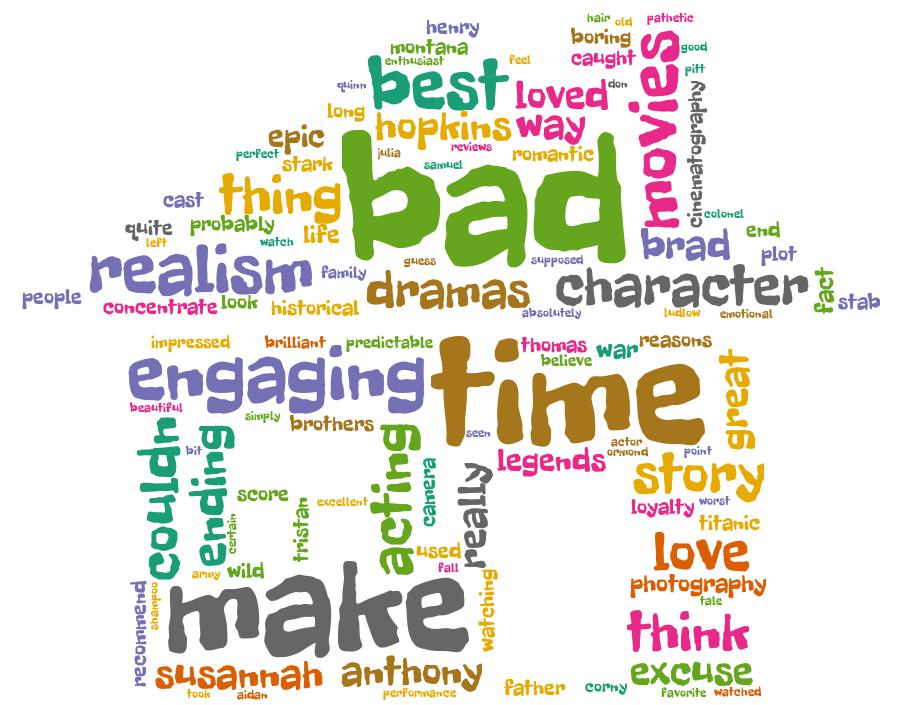 hair old pathetic
henry
boring
montana
good
enthusiast
feel
caught
movies
pitt
quinn
best
loved
don
cinematography
long
hopkins
way
epic
julia
reviews
perfect
stark
samuel
romantic
bad
thing
cast
colonel
quite
probably
life
brad
end
left
watch
plot
realism
family
guess
supposed
people
concentrate
look
historical
dramas
character
fact
stab
absolutely
ludlow
emotional
impressed
brilliant
predictable
time
thomas
war
reasons
believe
engaging
great
beautiful
simply
brothers
seen
actor
ormond
point
couldn
bit
ending
acting
camera
really
legends
story
score
excellent
tristan
certain
loyalty
worst
titanic
used
love
army
wild
fall
photography
recommend
shampoo
make
watching
tale
think
susannah
anthony
excuse
took
aidan
performance
father
corny
favorite
watched